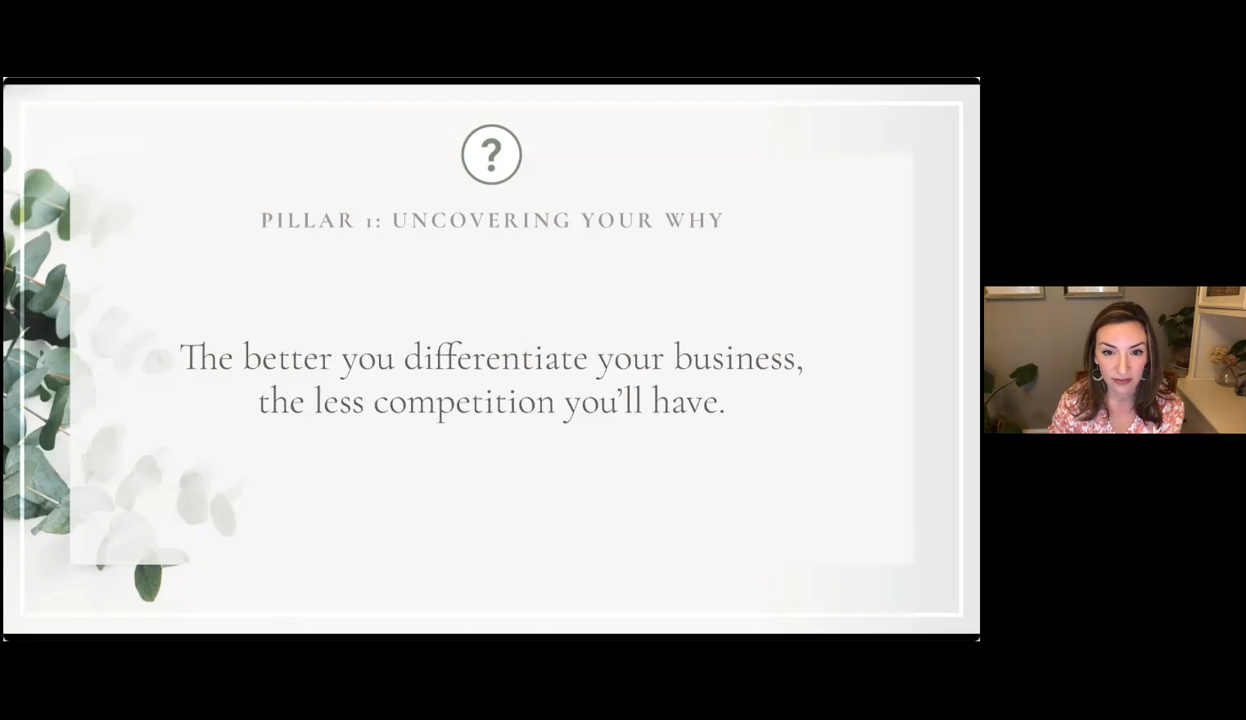 ?
PILLAR 1: UNCOVERING YOUR WHY
The better you differentiate your business,
the less competition you’ll have.